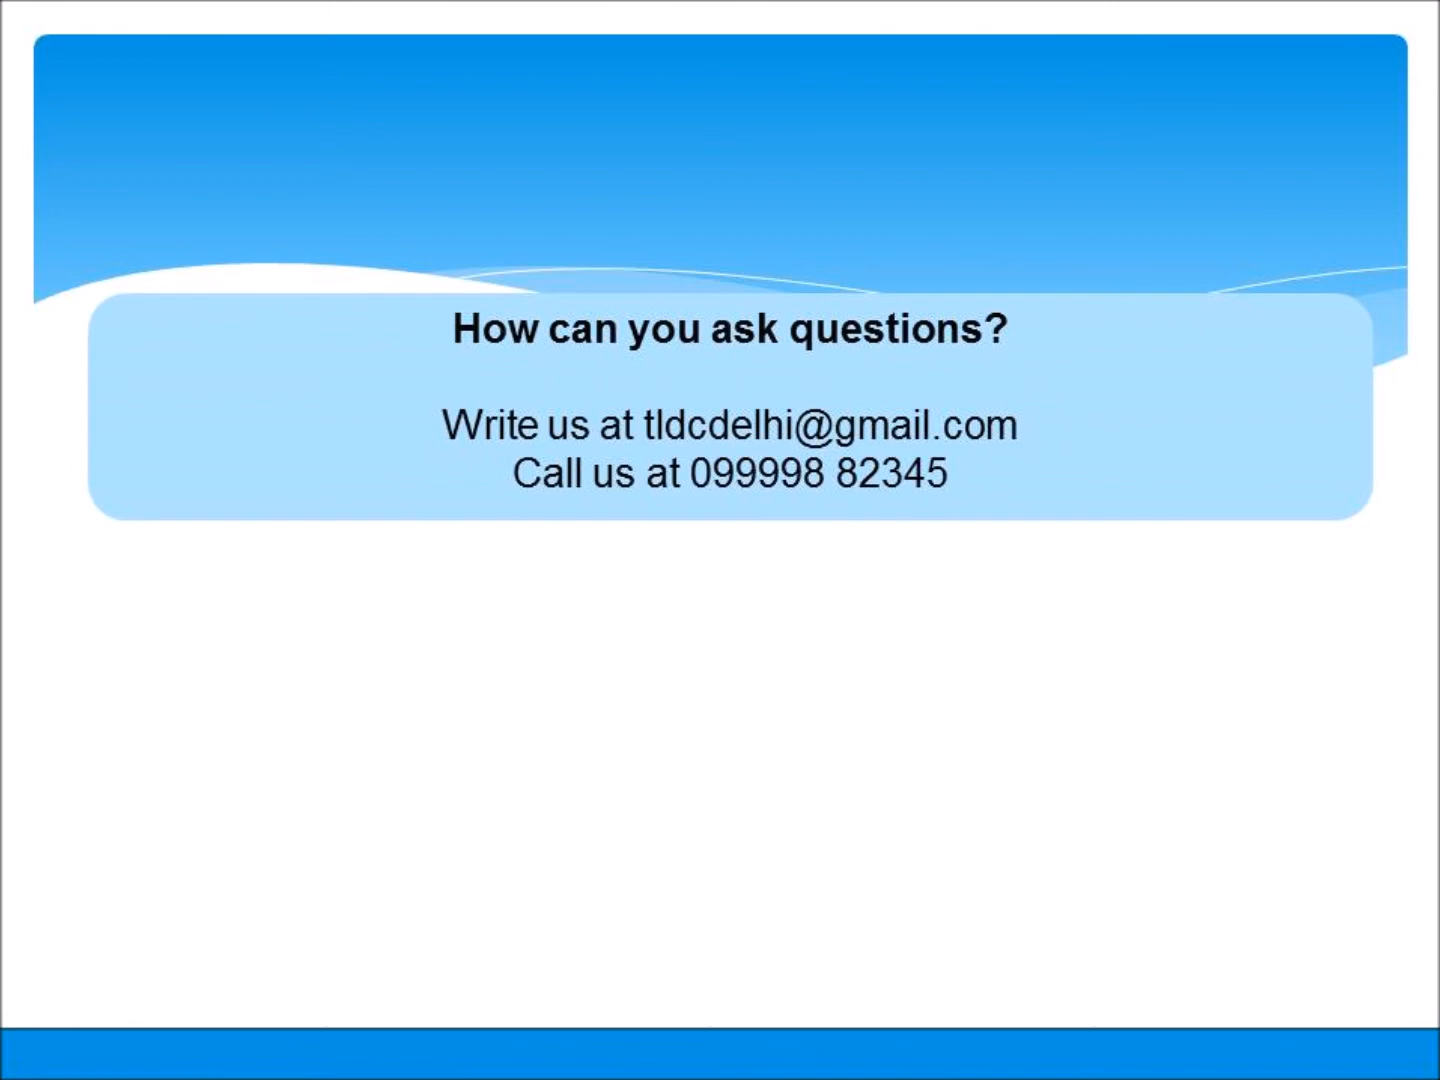 How can you ask questions?
Write us at tldcdelhi@gmail.com
Call us at 099998 82345